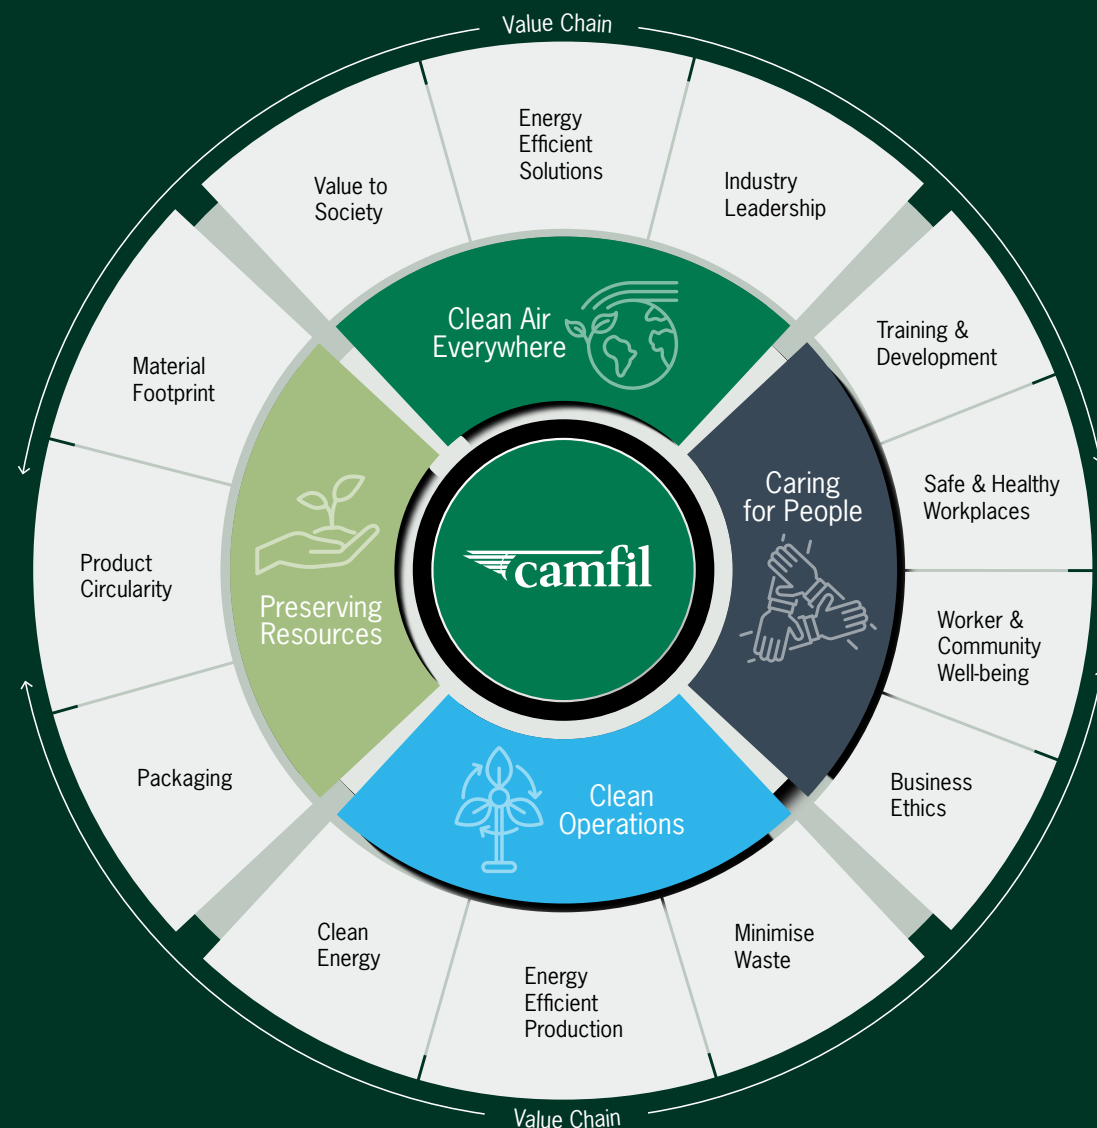 Value Chain
Energy
Efficient
Solutions
Value to
Society
Industry
Leadership
Clean Air
Everywhere
Training &
Development
Material
Footprint
Caring
for People
Safe & Healthy
Workplaces
Product
Circularity
camfil
Preserving
Resources
Worker &
Community
Well-being
Packaging
Clean
Operations
Business
Ethics
Clean
Energy
Energy
Efficient
Production
Minimise
Waste
Value Chain